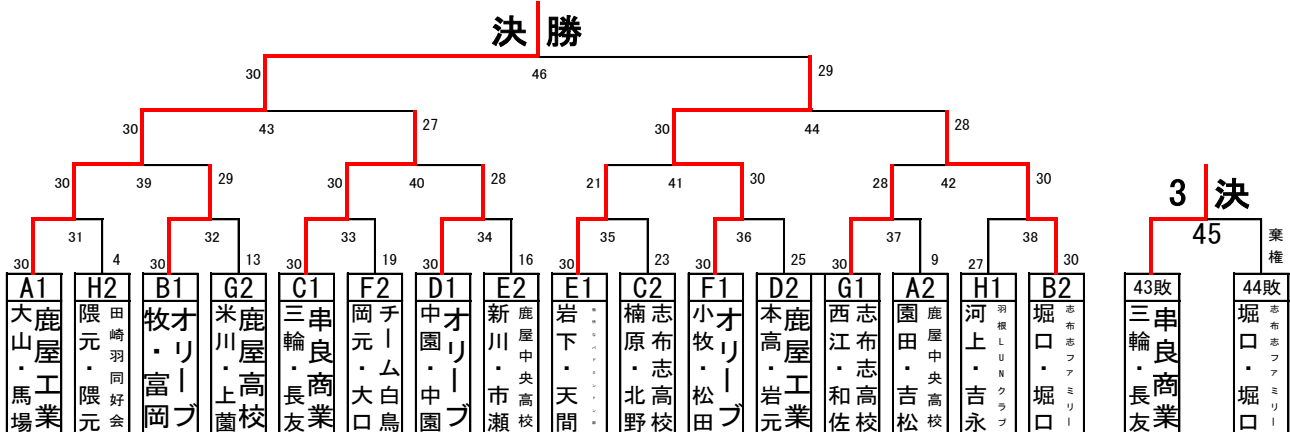 決勝
30 46 29
30 43 27 30 44 28
30 39 29 30 40 28 21 41 30 28 42 30
3決
31 32 33 34 35 36 37 38 45 棄権
30 4 30 13 30 19 30 16 30 23 30 25 30 9 27 30
A1 H2 B1 G2 C1 F2 D1 E2 E1 C2 F1 D2 G1 A2 H1 B2 43敗 44敗
鹿屋工業
大山・馬場
田崎羽同好会
隈元・隈元
オリーブ
牧・富岡
鹿屋高校
米川・上薗
串良商業
三輪・長友
チーム白鳥
岡元・大口
オリーブ
中園・中園
鹿屋中央高校
新川・市瀬
岩下・天間
志布志高校
楠原・北野
オリーブ
小牧・松田
鹿屋工業
本高・岩元
志布志高校
西江・和佐
鹿屋中央高校
園田・吉松
羽根LUNクラブ
河上・吉永
志布志ファミリー
堀口・堀口
串良商業
三輪・長友
志布志ファミリー
堀口・堀口